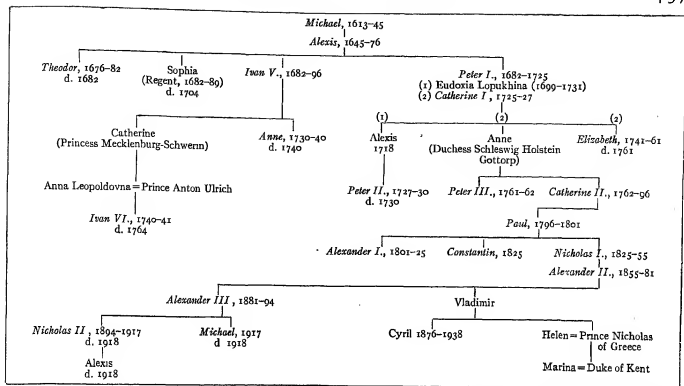 Michael, 1613-45
Alexis, 1645-76
Theodor, 1676-82
d. 1682
Sophia
(Regent, 1682-89)
d. 1704
Ivan V., 1682-96
Peter I., 1682-1725
(1) Eudoxia Lopukhina (1699-1731)
(2) Catherine I, 1725-27
Catherine
(Princess Mecklenburg-Schwerin)
Anne, 1730-40
d. 1740
(1)
Alexis
1718
(2)
Anne
(Duchess Schleswig Holstein
Gottorp)
(2)
Elizabeth, 1741-61
d. 1761
Anna Leopoldovna = Prince Anton Ulrich
Peter II., 1727-30
d. 1730
Peter III., 1761-62
Catherine II., 1762-96
Ivan VI., 1740-41
d. 1764
Paul, 1796-1801
Alexander I., 1801-25
Constantin, 1825
Nicholas I., 1825-55
Alexander II., 1855-81
Alexander III, 1881-94
Vladimir
Nicholas II, 1894-1917
d. 1918
Michael, 1917
d 1918
Cyril 1876-1938
Helen = Prince Nicholas
of Greece
Alexis
d. 1918
Marina = Duke of Kent